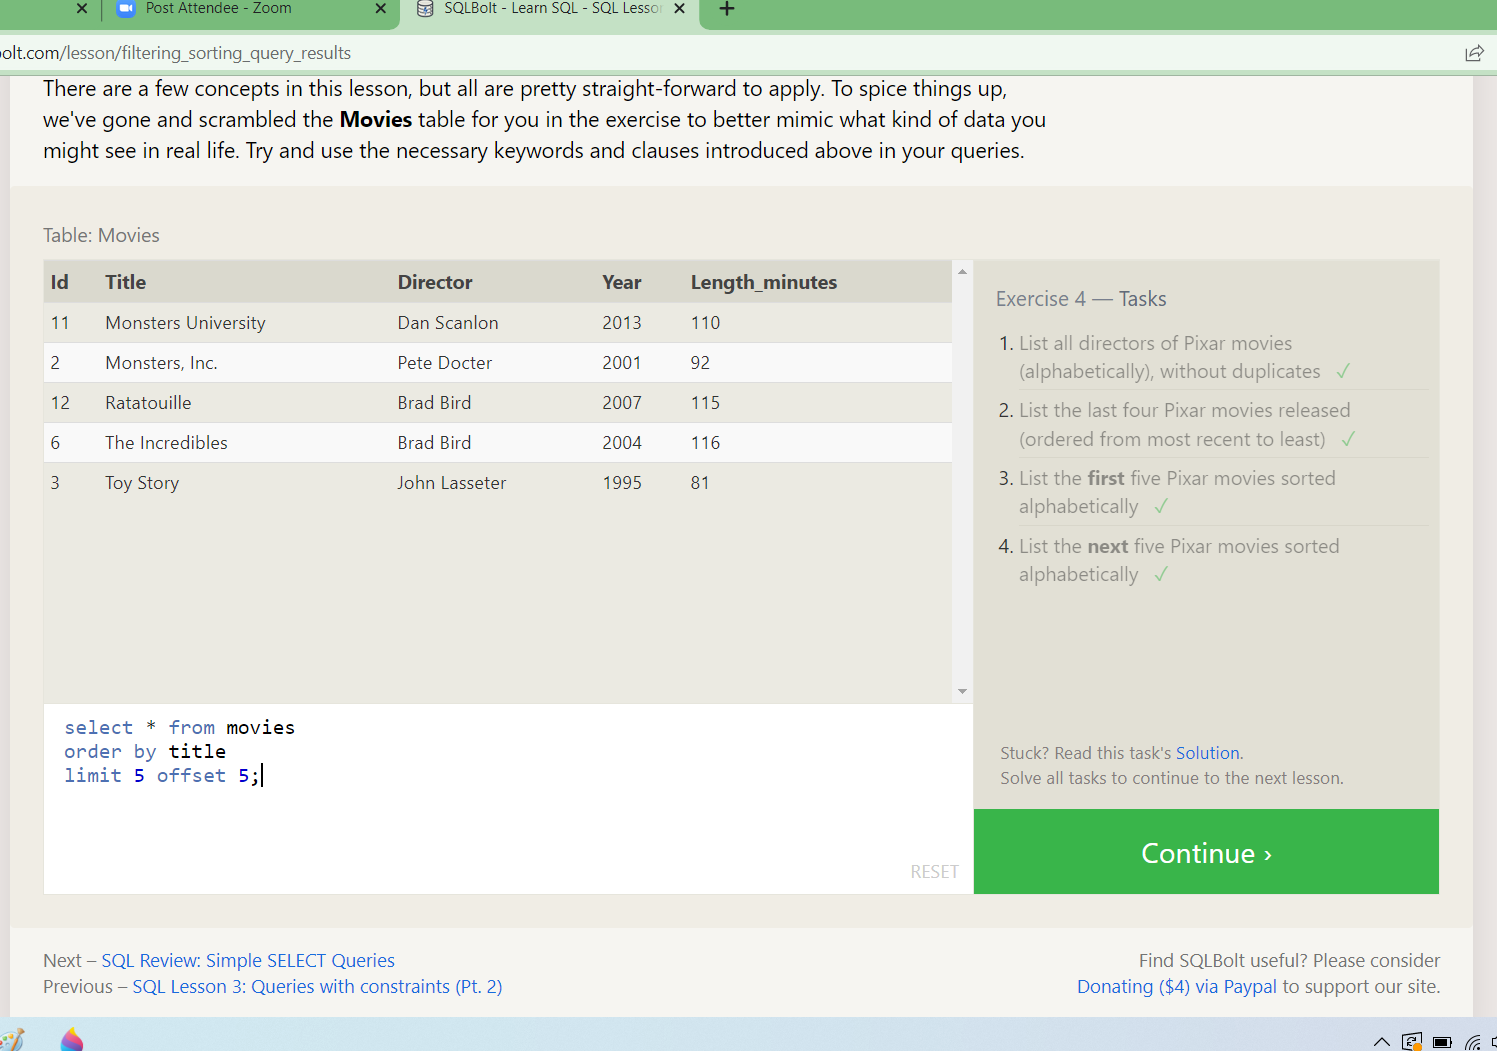 Post Attendee - Zoom
SQLBolt - Learn SQL - SQL Lesson
olt.com/lesson/filtering_sorting_query_results
There are a few concepts in this lesson, but all are pretty straight-forward to apply. To spice things up,
we've gone and scrambled the Movies table for you in the exercise to better mimic what kind of data you
might see in real life. Try and use the necessary keywords and clauses introduced above in your queries.
Table: Movies
Id Title Director Year Length_minutes
11 Monsters University Dan Scanlon 2013 110
2 Monsters, Inc. Pete Docter 2001 92
12 Ratatouille Brad Bird 2007 115
6 The Incredibles Brad Bird 2004 116
3 Toy Story John Lasseter 1995 81
select * from movies
order by title
limit 5 offset 5;
RESET
Exercise 4 — Tasks
1. List all directors of Pixar movies
(alphabetically), without duplicates ✓
2. List the last four Pixar movies released
(ordered from most recent to least) ✓
3. List the first five Pixar movies sorted
alphabetically ✓
4. List the next five Pixar movies sorted
alphabetically ✓
Stuck? Read this task's Solution.
Solve all tasks to continue to the next lesson.
Continue ›
Next – SQL Review: Simple SELECT Queries
Previous – SQL Lesson 3: Queries with constraints (Pt. 2)
Find SQLBolt useful? Please consider
Donating ($4) via Paypal to support our site.